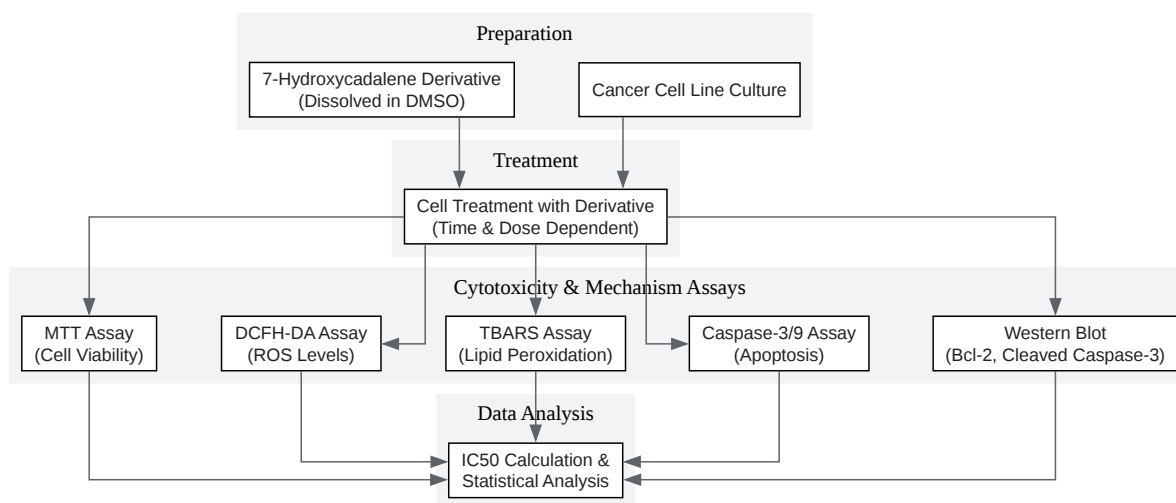 Preparation
7-Hydroxycadalene Derivative
(Dissolved in DMSO)
Cancer Cell Line Culture
Treatment
Cell Treatment with Derivative
(Time & Dose Dependent)
Cytotoxicity & Mechanism Assays
MTT Assay
(Cell Viability)
DCFH-DA Assay
(ROS Levels)
TBARS Assay
(Lipid Peroxidation)
Caspase-3/9 Assay
(Apoptosis)
Western Blot
(Bcl-2, Cleaved Caspase-3)
Data Analysis
IC50 Calculation &
Statistical Analysis